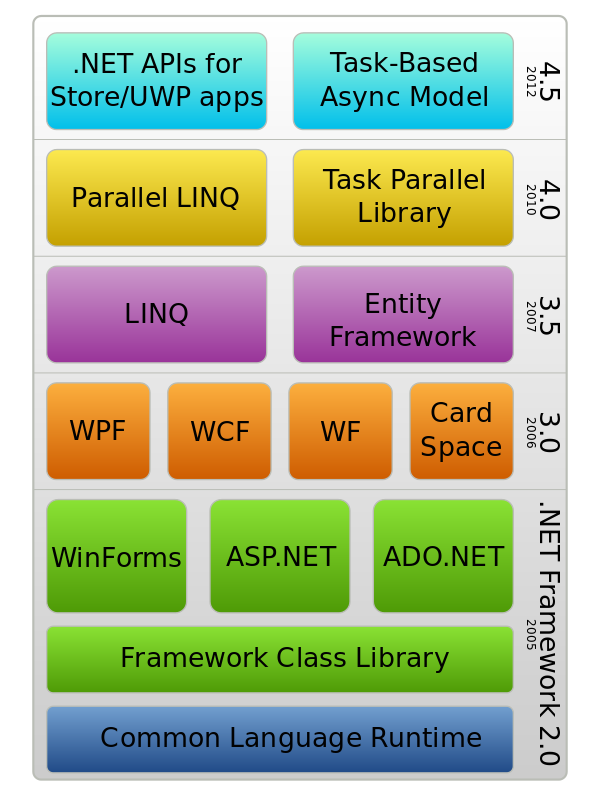 .NET APIs for
Store/UWP apps
Task-Based
Async Model
4.5
2012
Parallel LINQ
Task Parallel
Library
4.0
2010
LINQ
Entity
Framework
3.5
2007
WPF
WCF
WF
Card
Space
3.0
2006
WinForms
ASP.NET
ADO.NET
Framework Class Library
Common Language Runtime
.NET Framework 2.0
2005